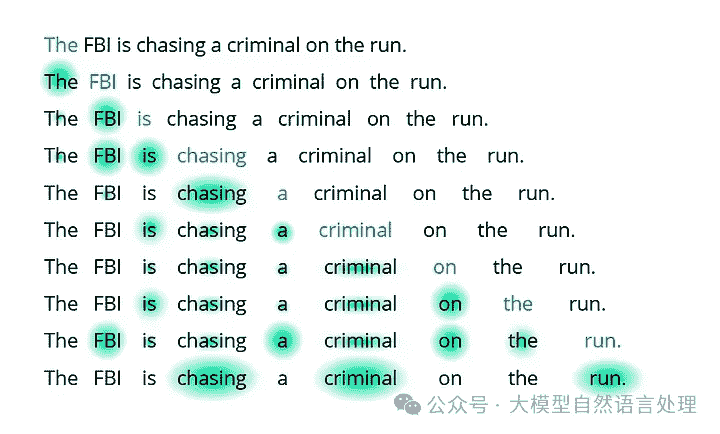 The FBI is chasing a criminal on the run.
The FBI is chasing a criminal on the run.
The FBI is chasing a criminal on the run.
The FBI is chasing a criminal on the run.
The FBI is chasing a criminal on the run.
The FBI is chasing a criminal on the run.
The FBI is chasing a criminal on the run.
The FBI is chasing a criminal on the run.
The FBI is chasing a criminal on the run.
The FBI is chasing a criminal on the run.
公众号 · 大模型自然语言处理